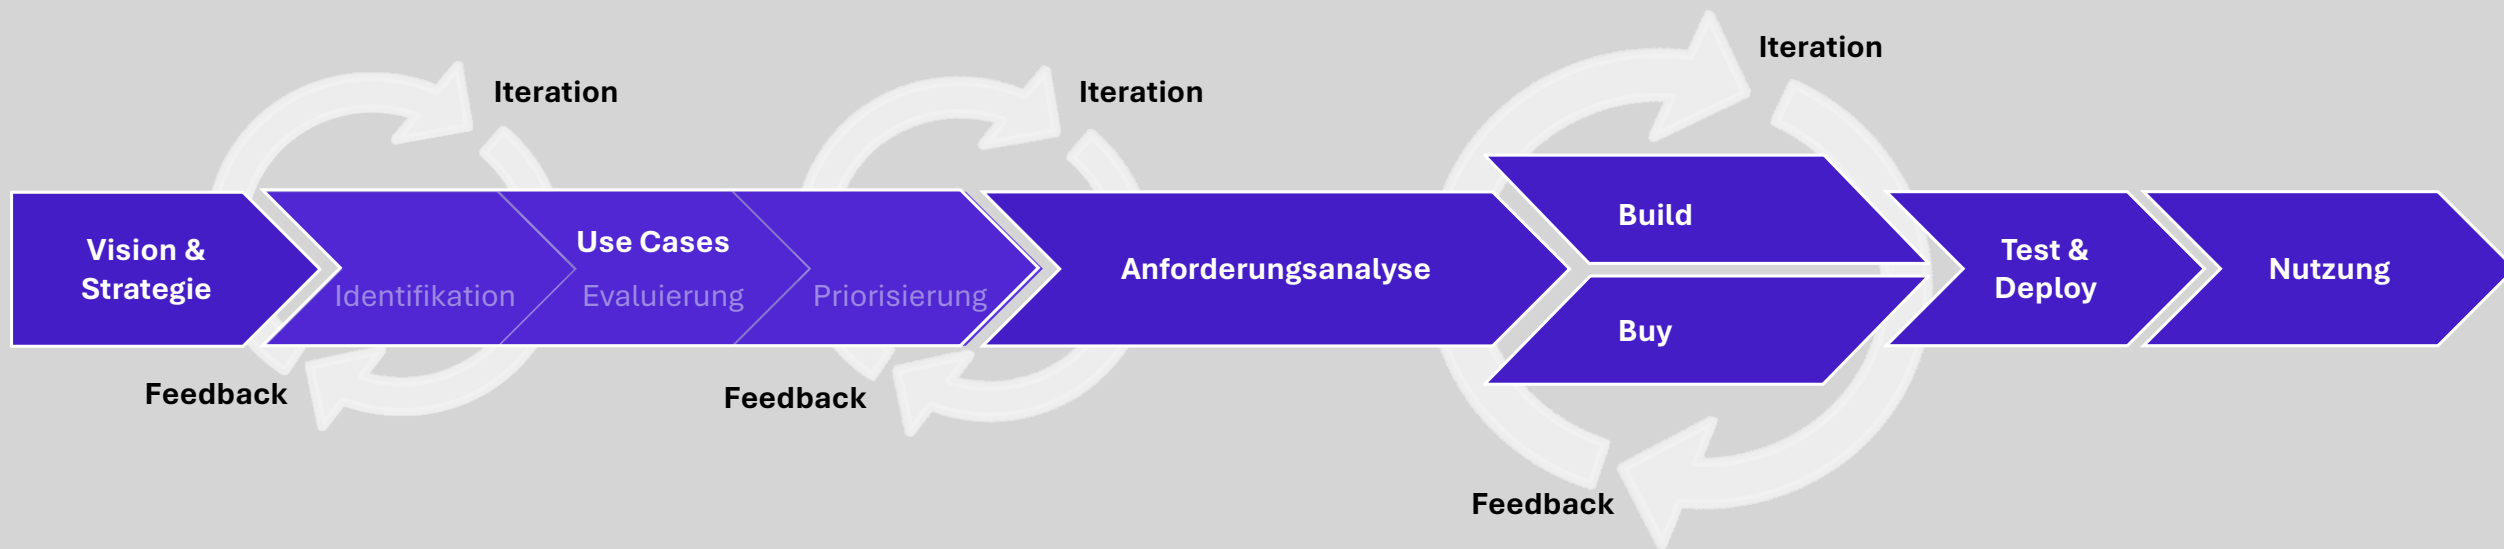 Iteration
Iteration
Iteration
Vision &
Strategie
Use Cases
Identifikation
Evaluierung
Priorisierung
Anforderungsanalyse
Build
Buy
Test &
Deploy
Nutzung
Feedback
Feedback
Feedback